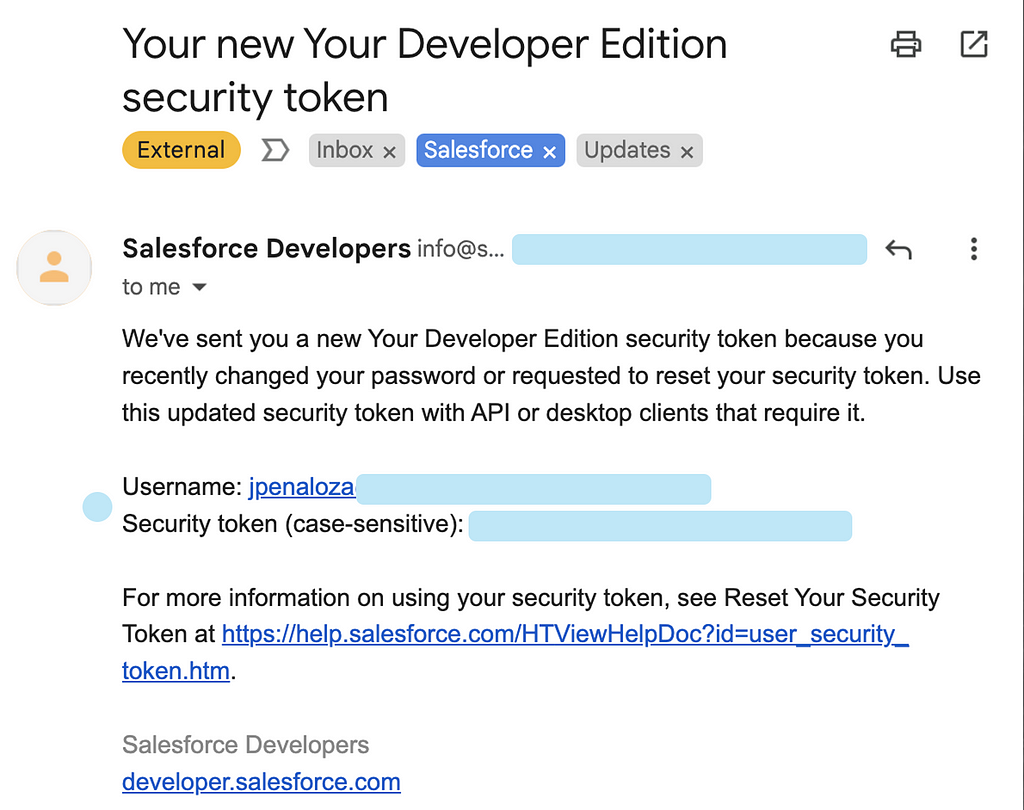 Your new Your Developer Edition
security token
External
Inbox ×
Salesforce ×
Updates ×
Salesforce Developers info@s...
to me
We've sent you a new Your Developer Edition security token because you
recently changed your password or requested to reset your security token. Use
this updated security token with API or desktop clients that require it.
Username: jpenaloza
Security token (case-sensitive):
For more information on using your security token, see Reset Your Security
Token at https://help.salesforce.com/HTViewHelpDoc?id=user_security_
token.htm.
Salesforce Developers
developer.salesforce.com